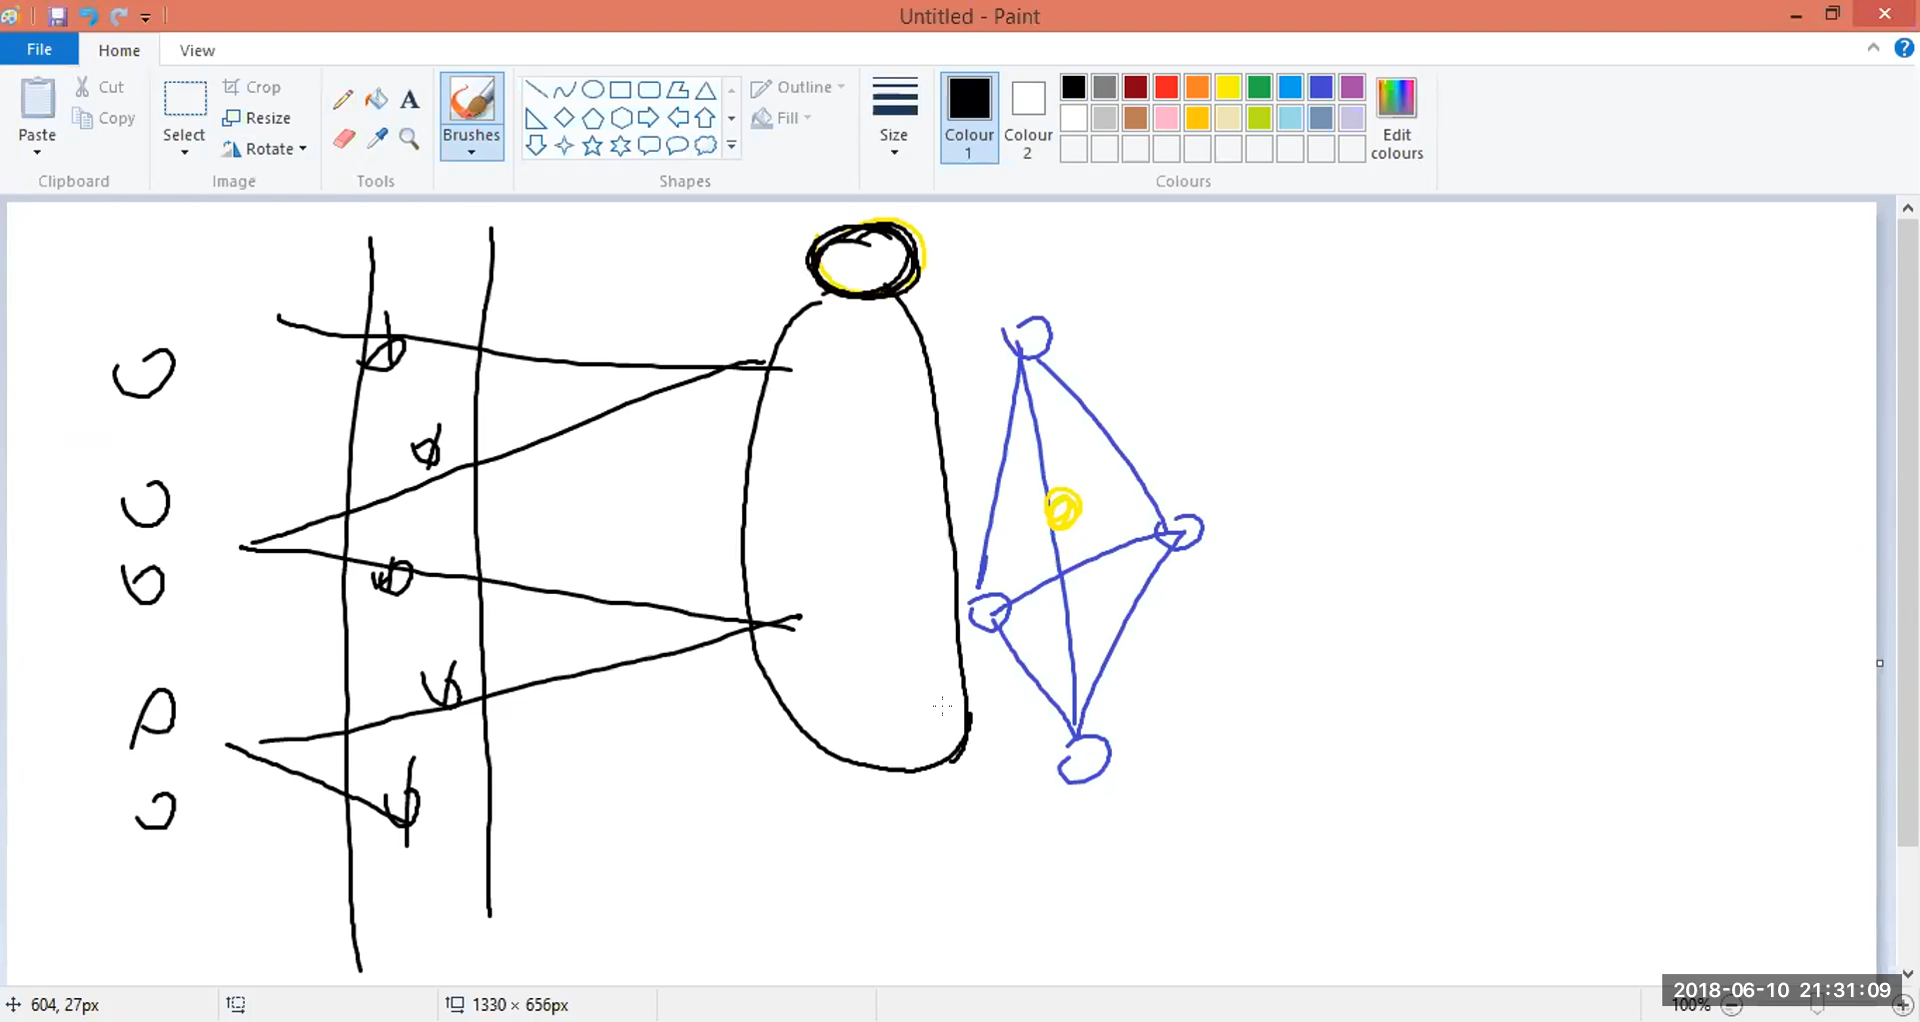 Untitled - Paint
File Home View
Paste
Cut
Copy
Clipboard
Select
Crop
Resize
Rotate
Image
Tools
Brushes
Shapes
Outline
Fill
Size
Colour 1
Colour 2
Edit colours
Colours
604, 27px
1330 × 656px
2018-06-10 21:31:09
100%